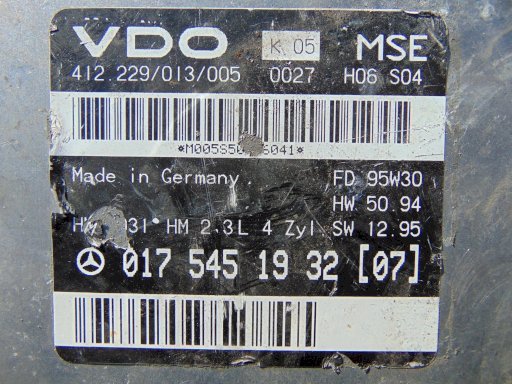 VDO K 05 MSE
412.229/013/005 0027 H06 S04
Made in Germany FD 95W30
HW 50.94
HM 2.3L 4 Zyl SW 12.95
017 545 19 32 [07]